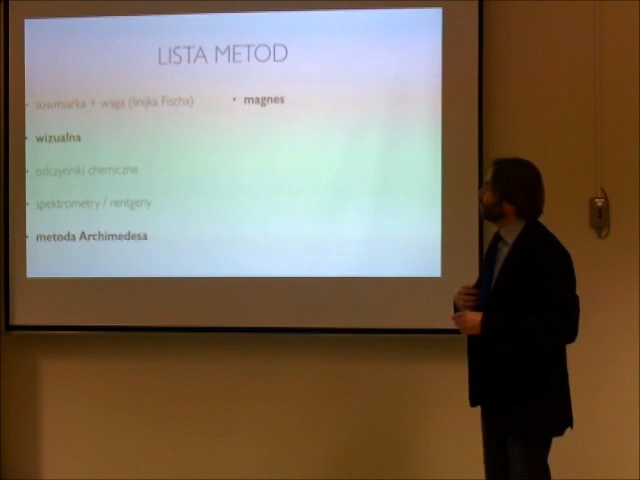 LISTA METOD
• suwmiarka + waga (linijka Fischa)
• wizualna
• odczynniki chemiczne
• spektrometry / rentgeny
• metoda Archimedesa
• magnes